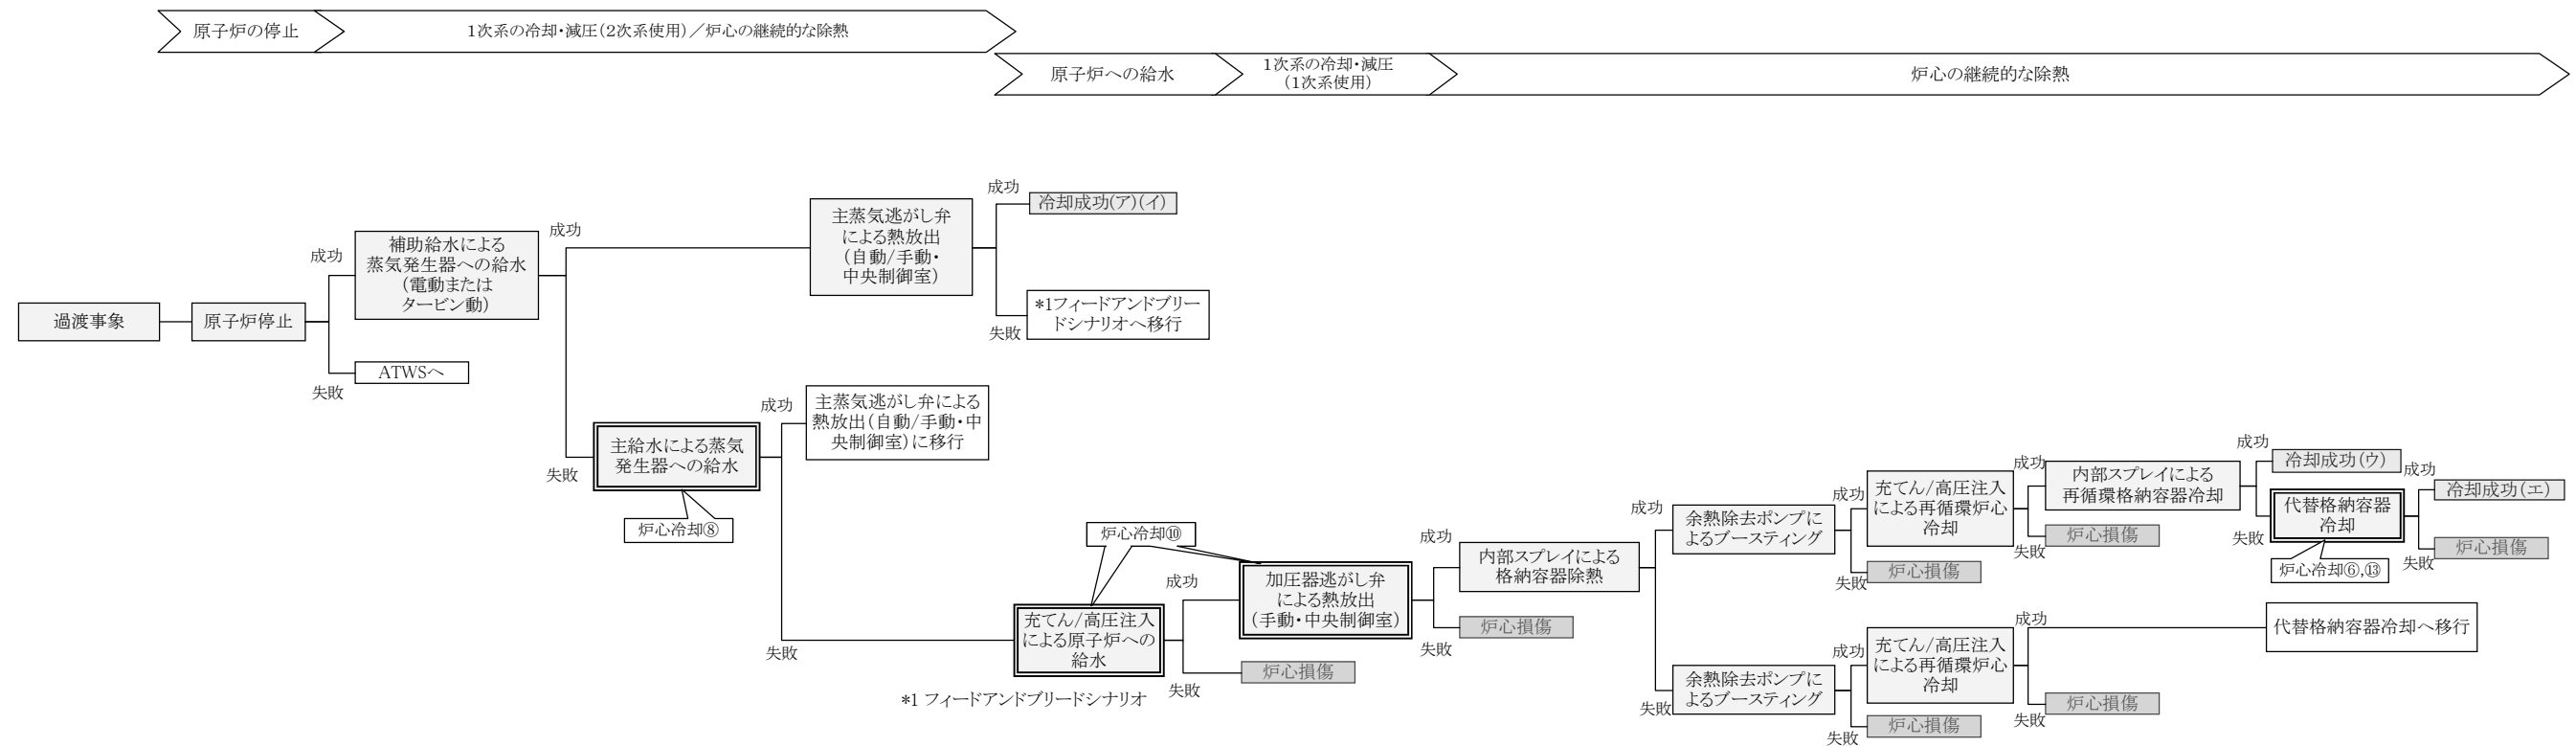 原子炉の停止
1次系の冷却・減圧(2次系使用)/炉心の継続的な除熱
原子炉への給水
1次系の冷却・減圧
(1次系使用)
炉心の継続的な除熱
過渡事象
原子炉停止
成功
失敗
補助給水による
蒸気発生器への給水
(電動または
タービン動)
ATWSへ
成功
失敗
主蒸気逃がし弁
による熱放出
(自動/手動・
中央制御室)
成功
冷却成功(ア)(イ)
失敗
*1フィードアンドブリー
ドシナリオへ移行
主給水による蒸気
発生器への給水
炉心冷却⑧
成功
主蒸気逃がし弁による
熱放出(自動/手動・中
央制御室)に移行
失敗
充てん/高圧注入
による原子炉への
給水
*1 フィードアンドブリードシナリオ
炉心冷却⑩
成功
失敗
炉心損傷
加圧器逃がし弁
による熱放出
(手動・中央制御室)
成功
失敗
炉心損傷
内部スプレイによる
格納容器除熱
成功
余熱除去ポンプに
よるブースティング
成功
失敗
炉心損傷
充てん/高圧注入
による再循環炉心
冷却
成功
失敗
炉心損傷
内部スプレイによる
再循環格納容器冷却
成功
冷却成功(ウ)
失敗
代替格納容器
冷却
炉心冷却⑥,⑬
成功
冷却成功(エ)
失敗
炉心損傷
失敗
余熱除去ポンプに
よるブースティング
成功
失敗
炉心損傷
充てん/高圧注入
による再循環炉心
冷却
成功
代替格納容器冷却へ移行
失敗
炉心損傷